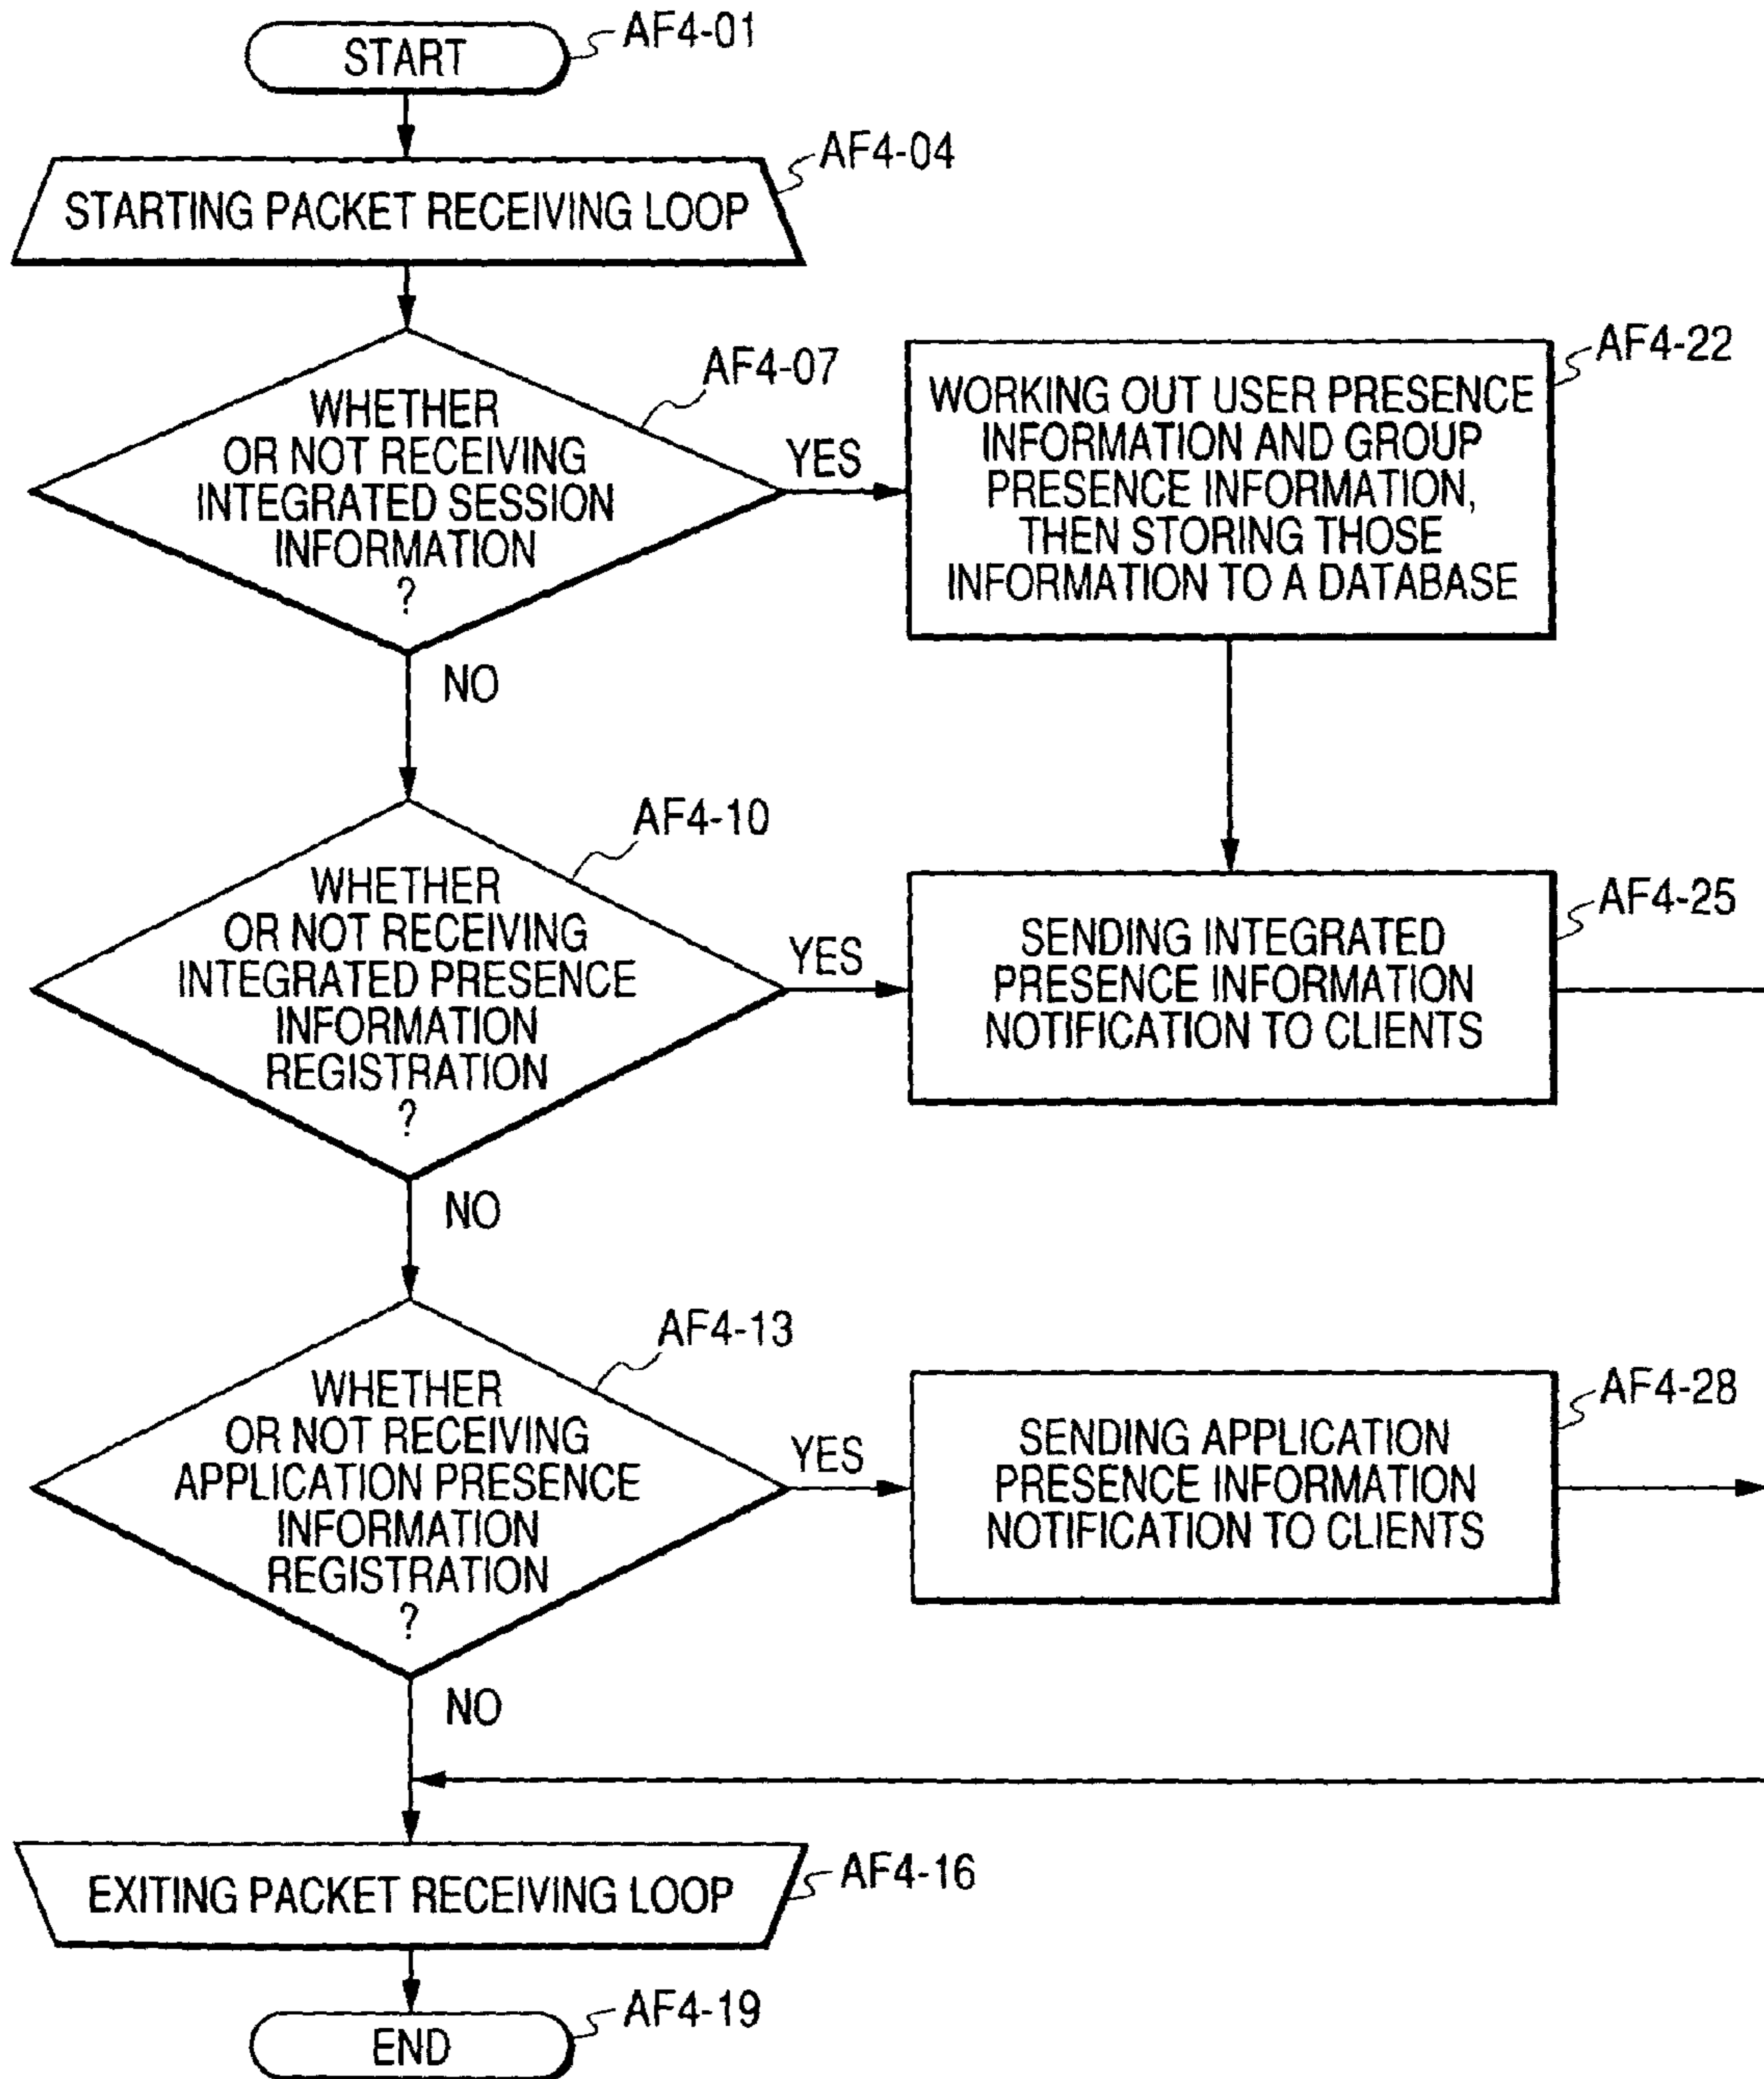 START
AF4-01
STARTING PACKET RECEIVING LOOP
AF4-04
WHETHER
OR NOT RECEIVING
INTEGRATED SESSION
INFORMATION
?
AF4-07
YES
NO
WORKING OUT USER PRESENCE
INFORMATION AND GROUP
PRESENCE INFORMATION,
THEN STORING THOSE
INFORMATION TO A DATABASE
AF4-22
WHETHER
OR NOT RECEIVING
INTEGRATED PRESENCE
INFORMATION
REGISTRATION
?
AF4-10
YES
NO
SENDING INTEGRATED
PRESENCE INFORMATION
NOTIFICATION TO CLIENTS
AF4-25
WHETHER
OR NOT RECEIVING
APPLICATION PRESENCE
INFORMATION
REGISTRATION
?
AF4-13
YES
NO
SENDING APPLICATION
PRESENCE INFORMATION
NOTIFICATION TO CLIENTS
AF4-28
EXITING PACKET RECEIVING LOOP
AF4-16
END
AF4-19